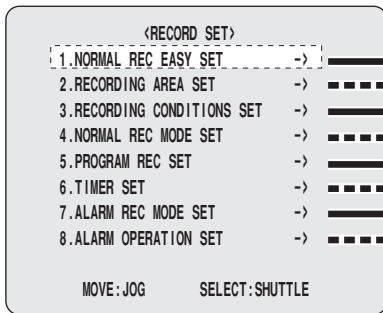 <RECORD SET>
1.NORMAL REC EASY SET ->
2.RECORDING AREA SET ->
3.RECORDING CONDITIONS SET ->
4.NORMAL REC MODE SET ->
5.PROGRAM REC SET ->
6.TIMER SET ->
7.ALARM REC MODE SET ->
8.ALARM OPERATION SET ->
MOVE:JOG SELECT:SHUTTLE